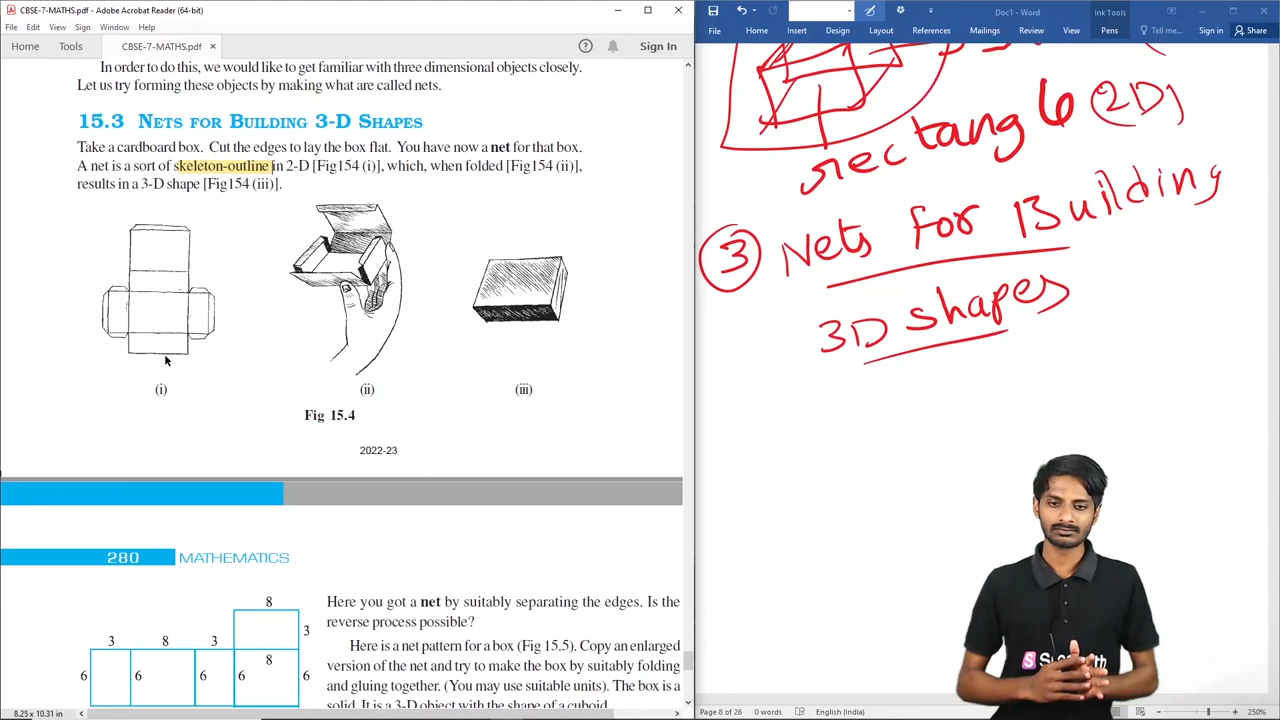 CBSE-7-MATHS.pdf - Adobe Acrobat Reader (64-bit)
File Edit View Sign Window Help
Home Tools CBSE-7-MATHS.pdf × Sign In
In order to do this, we would like to get familiar with three dimensional objects closely.
Let us try forming these objects by making what are called nets.
15.3 NETS FOR BUILDING 3-D SHAPES
Take a cardboard box. Cut the edges to lay the box flat. You have now a net for that box.
A net is a sort of skeleton-outline in 2-D [Fig154 (i)], which, when folded [Fig154 (ii)],
results in a 3-D shape [Fig154 (iii)].
(i) (ii) (iii)
Fig 15.4
2022-23
280 MATHEMATICS
8
3
3 8 3
8
6 6 6 6 6
Here you got a net by suitably separating the edges. Is the
reverse process possible?
Here is a net pattern for a box (Fig 15.5). Copy an enlarged
version of the net and try to make the box by suitably folding
and gluing together. (You may use suitable units). The box is a
8.25 x 10.31 in
Doc1 - Word
Ink Tools
File Home Insert Design Layout References Mailings Review View Pens Tell me... Sign in Share
rectang 6 (2D)
3 Nets for Building
3D shapes
Page 8 of 26 0 words English (India) 250%